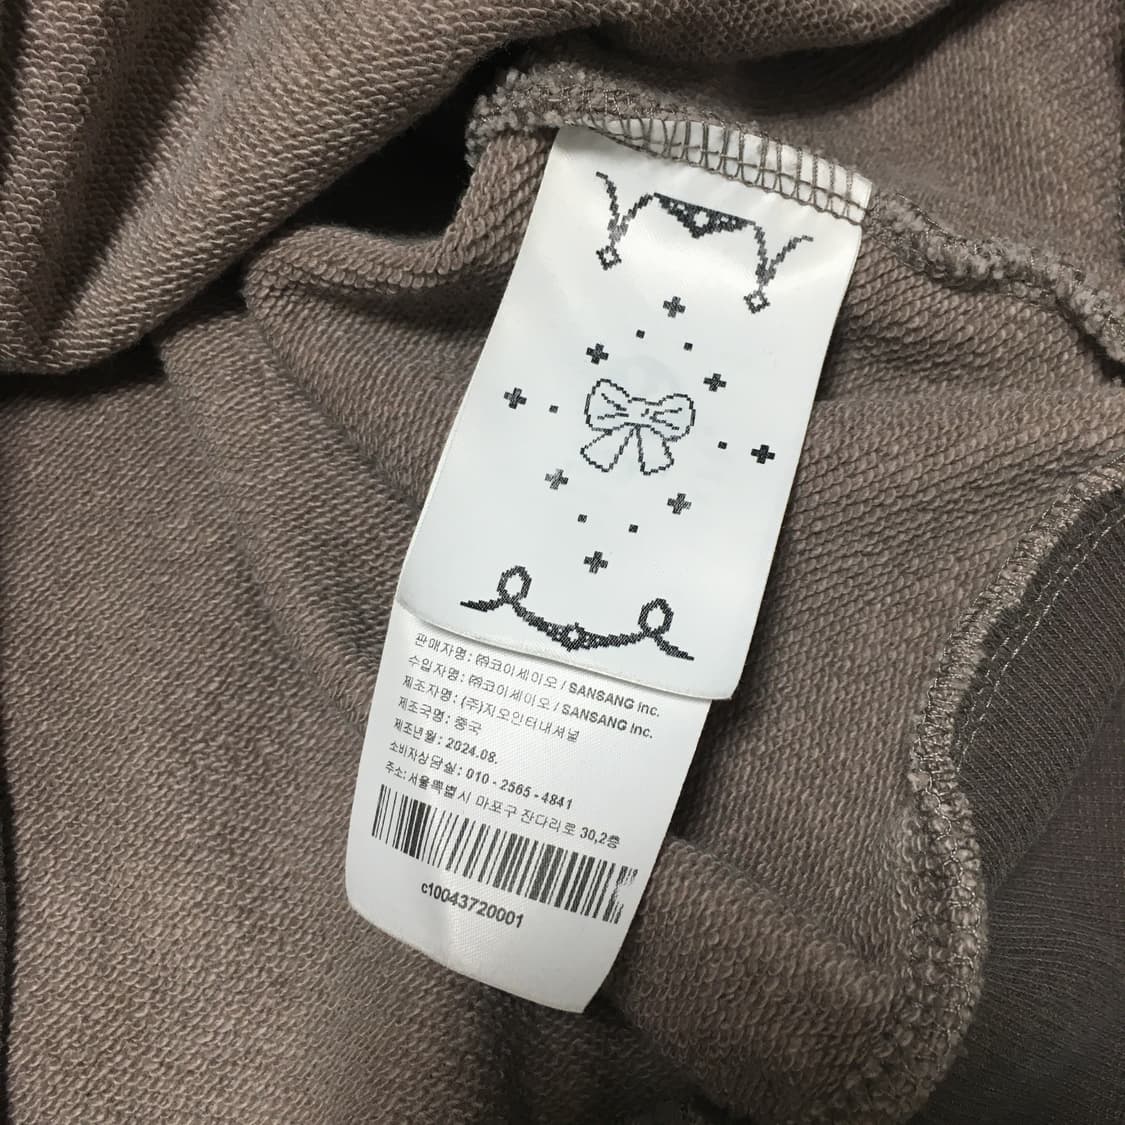 판매자명 : ㈜코이세이오 / SANSANG Inc.
수입자명 : ㈜코이세이오 / SANSANG Inc.
제조자명 : (주)지오인터내셔널
제조국명 : 중국
제조년월 : 2024.08.
소비자상담실 : 010 - 2565 - 4841
주소: 서울특별시 마포구 잔다리로 30,2층
c10043720001